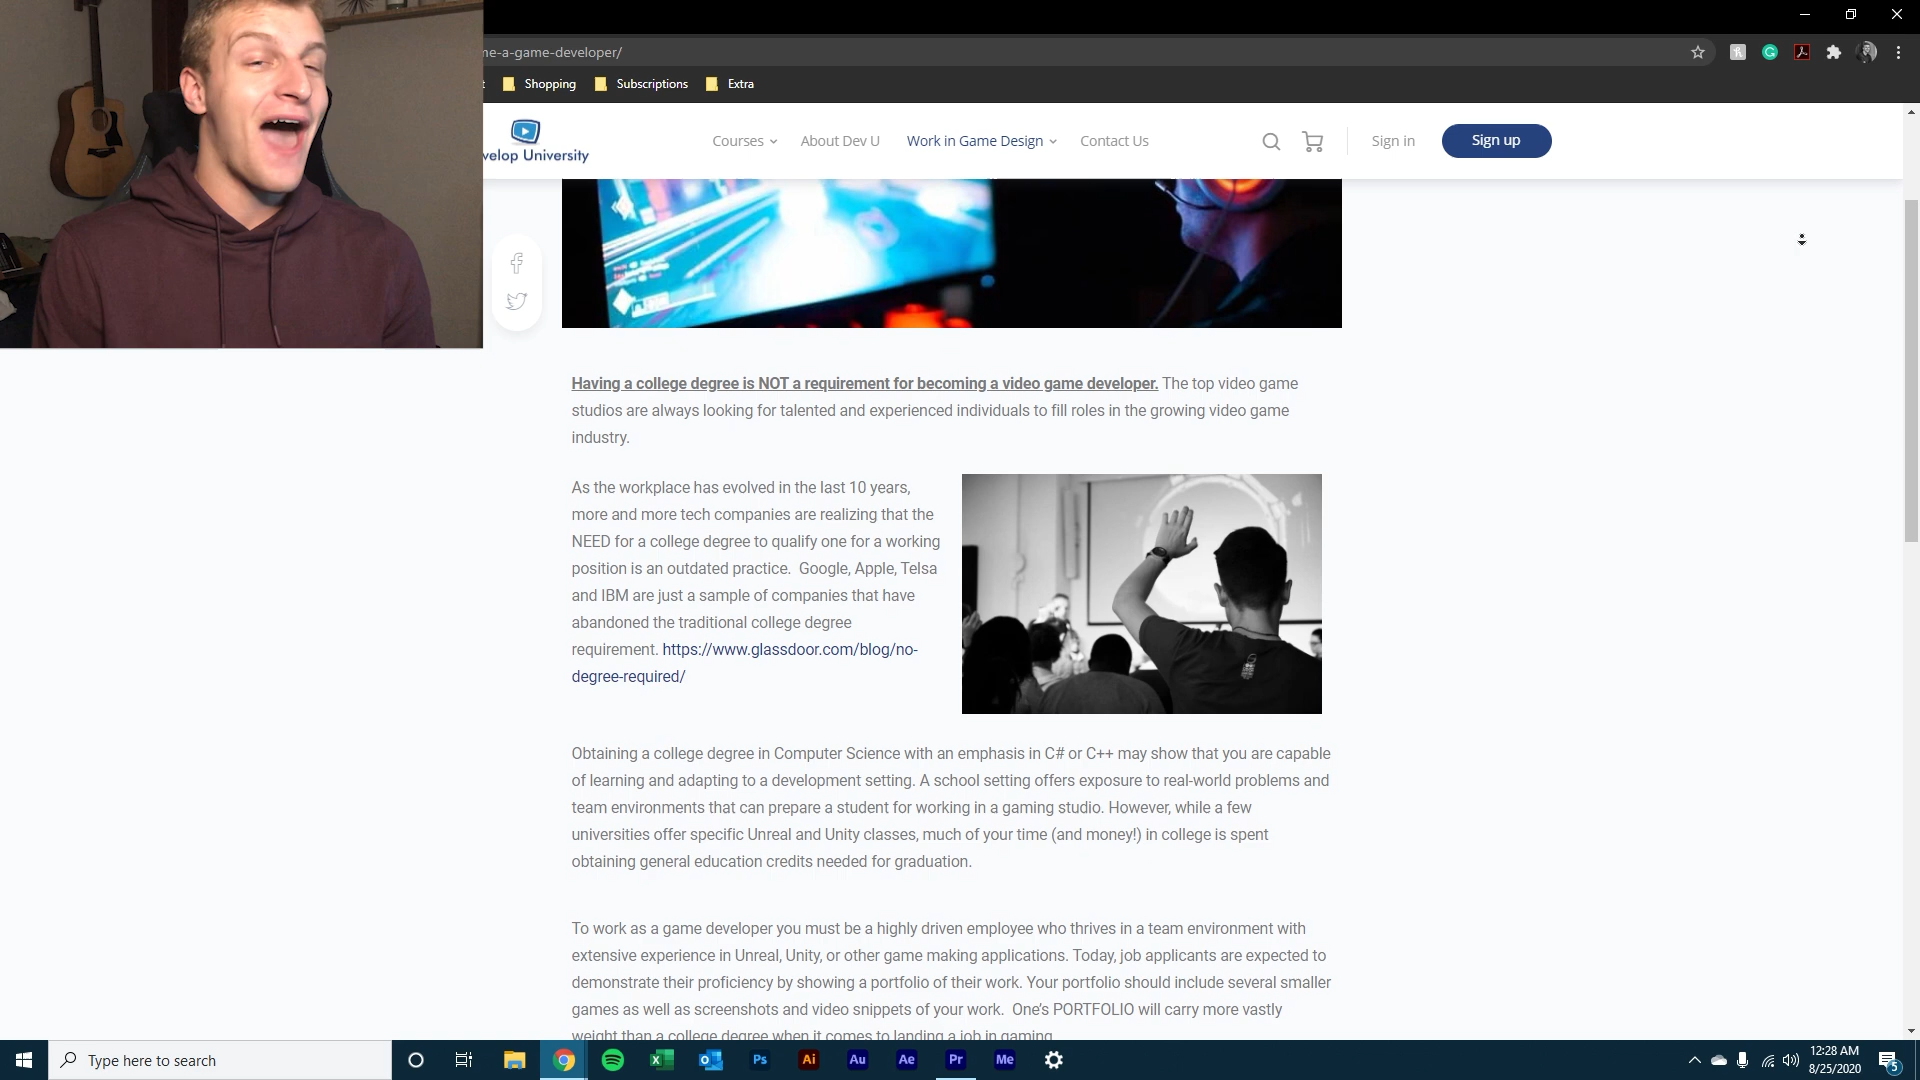 me-a-game-developer/
Shopping
Subscriptions
Extra
velop University
Courses
About Dev U
Work in Game Design
Contact Us
Sign in
Sign up
Having a college degree is NOT a requirement for becoming a video game developer. The top video game
studios are always looking for talented and experienced individuals to fill roles in the growing video game
industry.
As the workplace has evolved in the last 10 years,
more and more tech companies are realizing that the
NEED for a college degree to qualify one for a working
position is an outdated practice.  Google, Apple, Telsa
and IBM are just a sample of companies that have
abandoned the traditional college degree
requirement. https://www.glassdoor.com/blog/no-
degree-required/
Obtaining a college degree in Computer Science with an emphasis in C# or C++ may show that you are capable
of learning and adapting to a development setting. A school setting offers exposure to real-world problems and
team environments that can prepare a student for working in a gaming studio. However, while a few
universities offer specific Unreal and Unity classes, much of your time (and money!) in college is spent
obtaining general education credits needed for graduation.
To work as a game developer you must be a highly driven employee who thrives in a team environment with
extensive experience in Unreal, Unity, or other game making applications. Today, job applicants are expected to
demonstrate their proficiency by showing a portfolio of their work. Your portfolio should include several smaller
games as well as screenshots and video snippets of your work.  One's PORTFOLIO will carry more vastly
weight than a college degree when it comes to landing a job in gaming
Type here to search
Ps
Ai
Au
Ae
Pr
Me
12:28 AM
8/25/2020
5